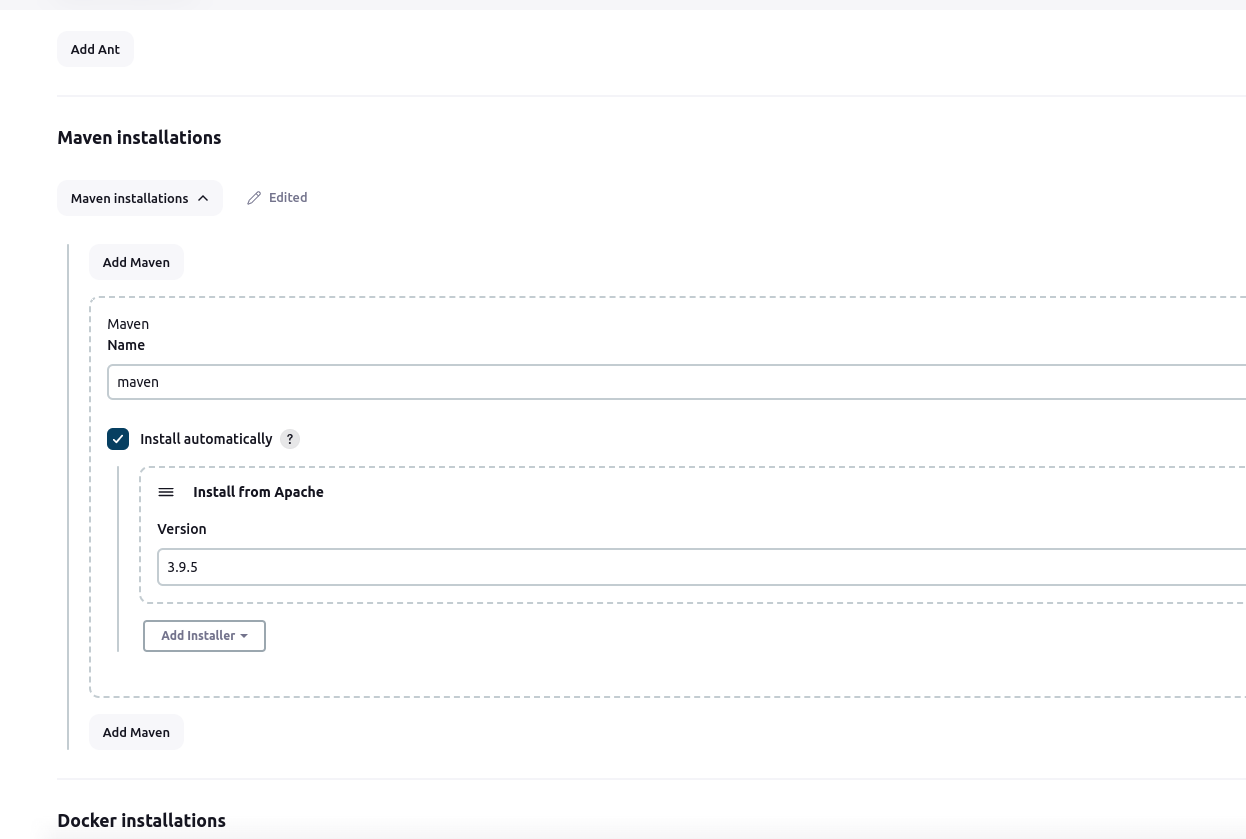 Add Ant
Maven installations
Maven installations
Edited
Add Maven
Maven
Name
maven
Install automatically ?
Install from Apache
Version
3.9.5
Add Installer
Add Maven
Docker installations